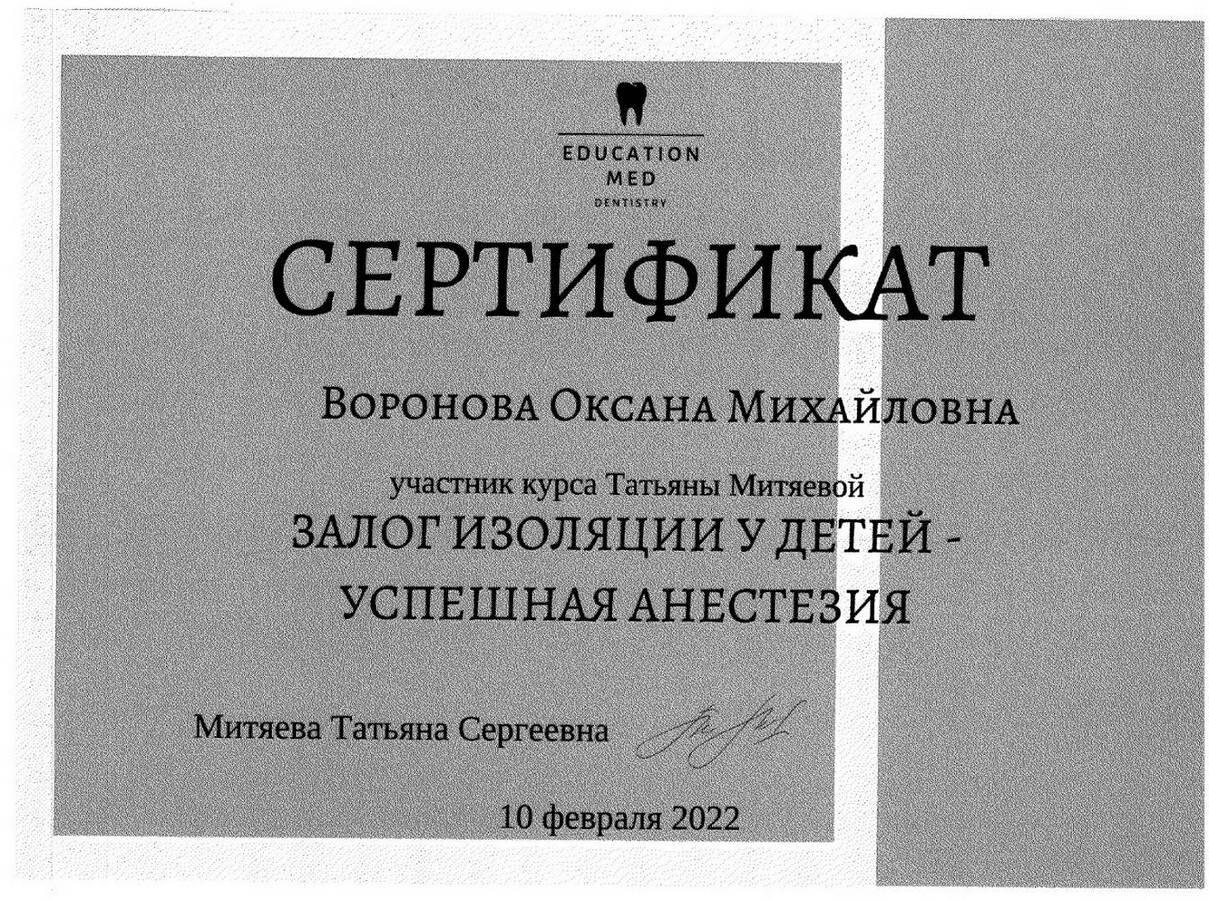 EDUCATION
MED
DENTISTRY
СЕРТИФИКАТ
Воронова Оксана Михайловна
участник курса Татьяны Митяевой
ЗАЛОГ ИЗОЛЯЦИИ У ДЕТЕЙ -
УСПЕШНАЯ АНЕСТЕЗИЯ
Митяева Татьяна Сергеевна
10 февраля 2022